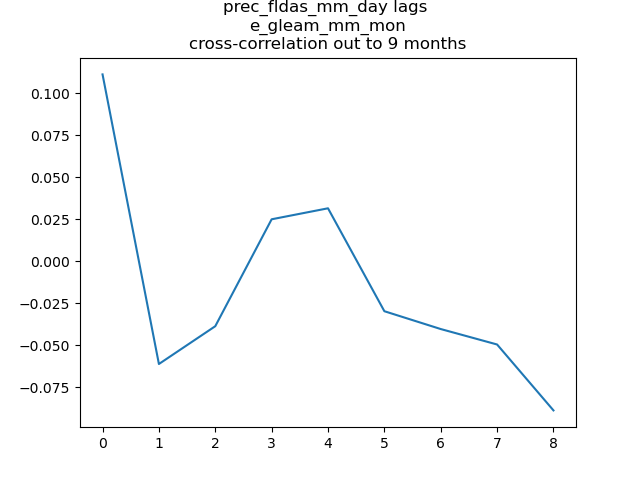 prec_fldas_mm_day lags
e_gleam_mm_mon
cross-correlation out to 9 months
0.100
0.075
0.050
0.025
0.000
−0.025
−0.050
−0.075
0 1 2 3 4 5 6 7 8